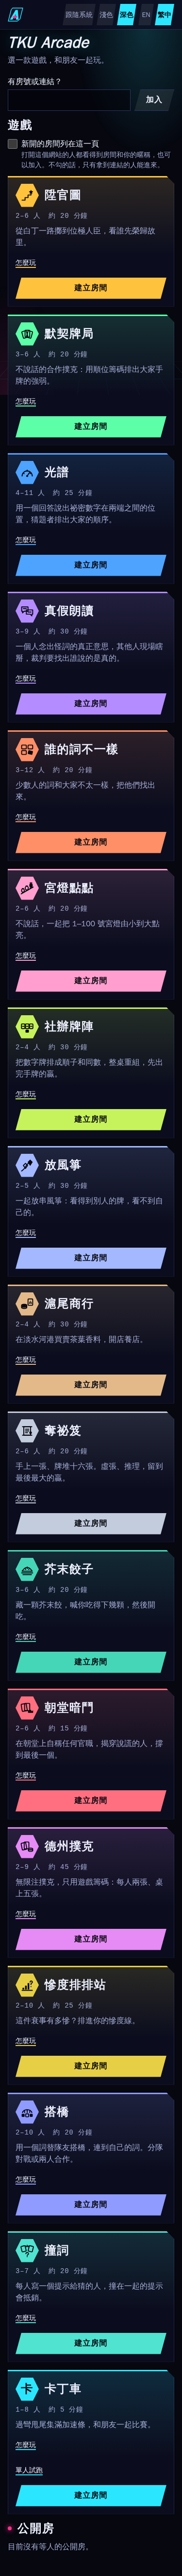 跟隨系統 淺色 深色 EN 繁中
TKU Arcade
選一款遊戲，和朋友一起玩。
有房號或連結？
加入
遊戲
新開的房間列在這一頁
打開這個網站的人都看得到房間和你的暱稱，也可
以加入。不勾的話，只有拿到連結的人能進來。
陞官圖
2–6 人 約 20 分鐘
從白丁一路擲到位極人臣，看誰先榮歸故
里。
怎麼玩
建立房間
默契牌局
3–6 人 約 20 分鐘
不說話的合作撲克：用順位籌碼排出大家手
牌的強弱。
怎麼玩
建立房間
光譜
4–11 人 約 25 分鐘
用一個回答說出祕密數字在兩端之間的位
置，猜題者排出大家的順序。
怎麼玩
建立房間
真假朗讀
3–9 人 約 30 分鐘
一個人念出怪詞的真正意思，其他人現場瞎
掰，裁判要找出誰說的是真的。
怎麼玩
建立房間
誰的詞不一樣
3–12 人 約 20 分鐘
少數人的詞和大家不太一樣，把他們找出
來。
怎麼玩
建立房間
宮燈點點
2–6 人 約 20 分鐘
不說話，一起把 1–100 號宮燈由小到大點
亮。
怎麼玩
建立房間
社辦牌陣
2–4 人 約 30 分鐘
把數字牌排成順子和同數，整桌重組，先出
完手牌的贏。
怎麼玩
建立房間
放風箏
2–5 人 約 30 分鐘
一起放串風箏：看得到別人的牌，看不到自
己的。
怎麼玩
建立房間
滬尾商行
2–4 人 約 30 分鐘
在淡水河港買賣茶葉香料，開店養店。
怎麼玩
建立房間
奪祕笈
2–6 人 約 20 分鐘
手上一張、牌堆十六張。虛張、推理，留到
最後最大的贏。
怎麼玩
建立房間
芥末餃子
3–6 人 約 20 分鐘
藏一顆芥末餃，喊你吃得下幾顆，然後開
吃。
怎麼玩
建立房間
朝堂暗鬥
2–6 人 約 15 分鐘
在朝堂上自稱任何官職，揭穿說謊的人，撐
到最後一個。
怎麼玩
建立房間
德州撲克
2–9 人 約 45 分鐘
無限注撲克，只用遊戲籌碼：每人兩張、桌
上五張。
怎麼玩
建立房間
慘度排排站
2–10 人 約 25 分鐘
這件衰事有多慘？排進你的慘度線。
怎麼玩
建立房間
搭橋
2–10 人 約 20 分鐘
用一個詞替隊友搭橋，連到自己的詞。分隊
對戰或兩人合作。
怎麼玩
建立房間
撞詞
3–7 人 約 20 分鐘
每人寫一個提示給猜的人，撞在一起的提示
會抵銷。
怎麼玩
建立房間
卡 卡丁車
1–8 人 約 5 分鐘
過彎甩尾集滿加速條，和朋友一起比賽。
怎麼玩
單人試跑
建立房間
公開房
目前沒有等人的公開房。